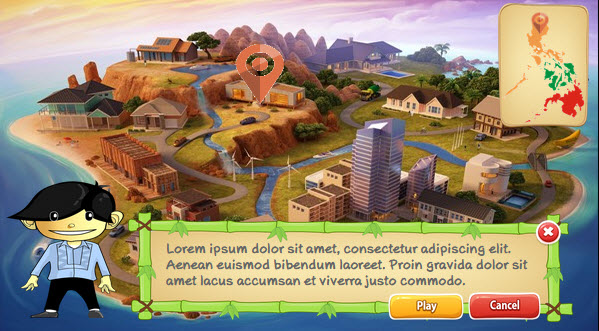 Lorem ipsum dolor sit amet, consectetur adipiscing elit.
Aenean euismod bibendum laoreet. Proin gravida dolor sit
amet lacus accumsan et viverra justo commodo.
Play
Cancel